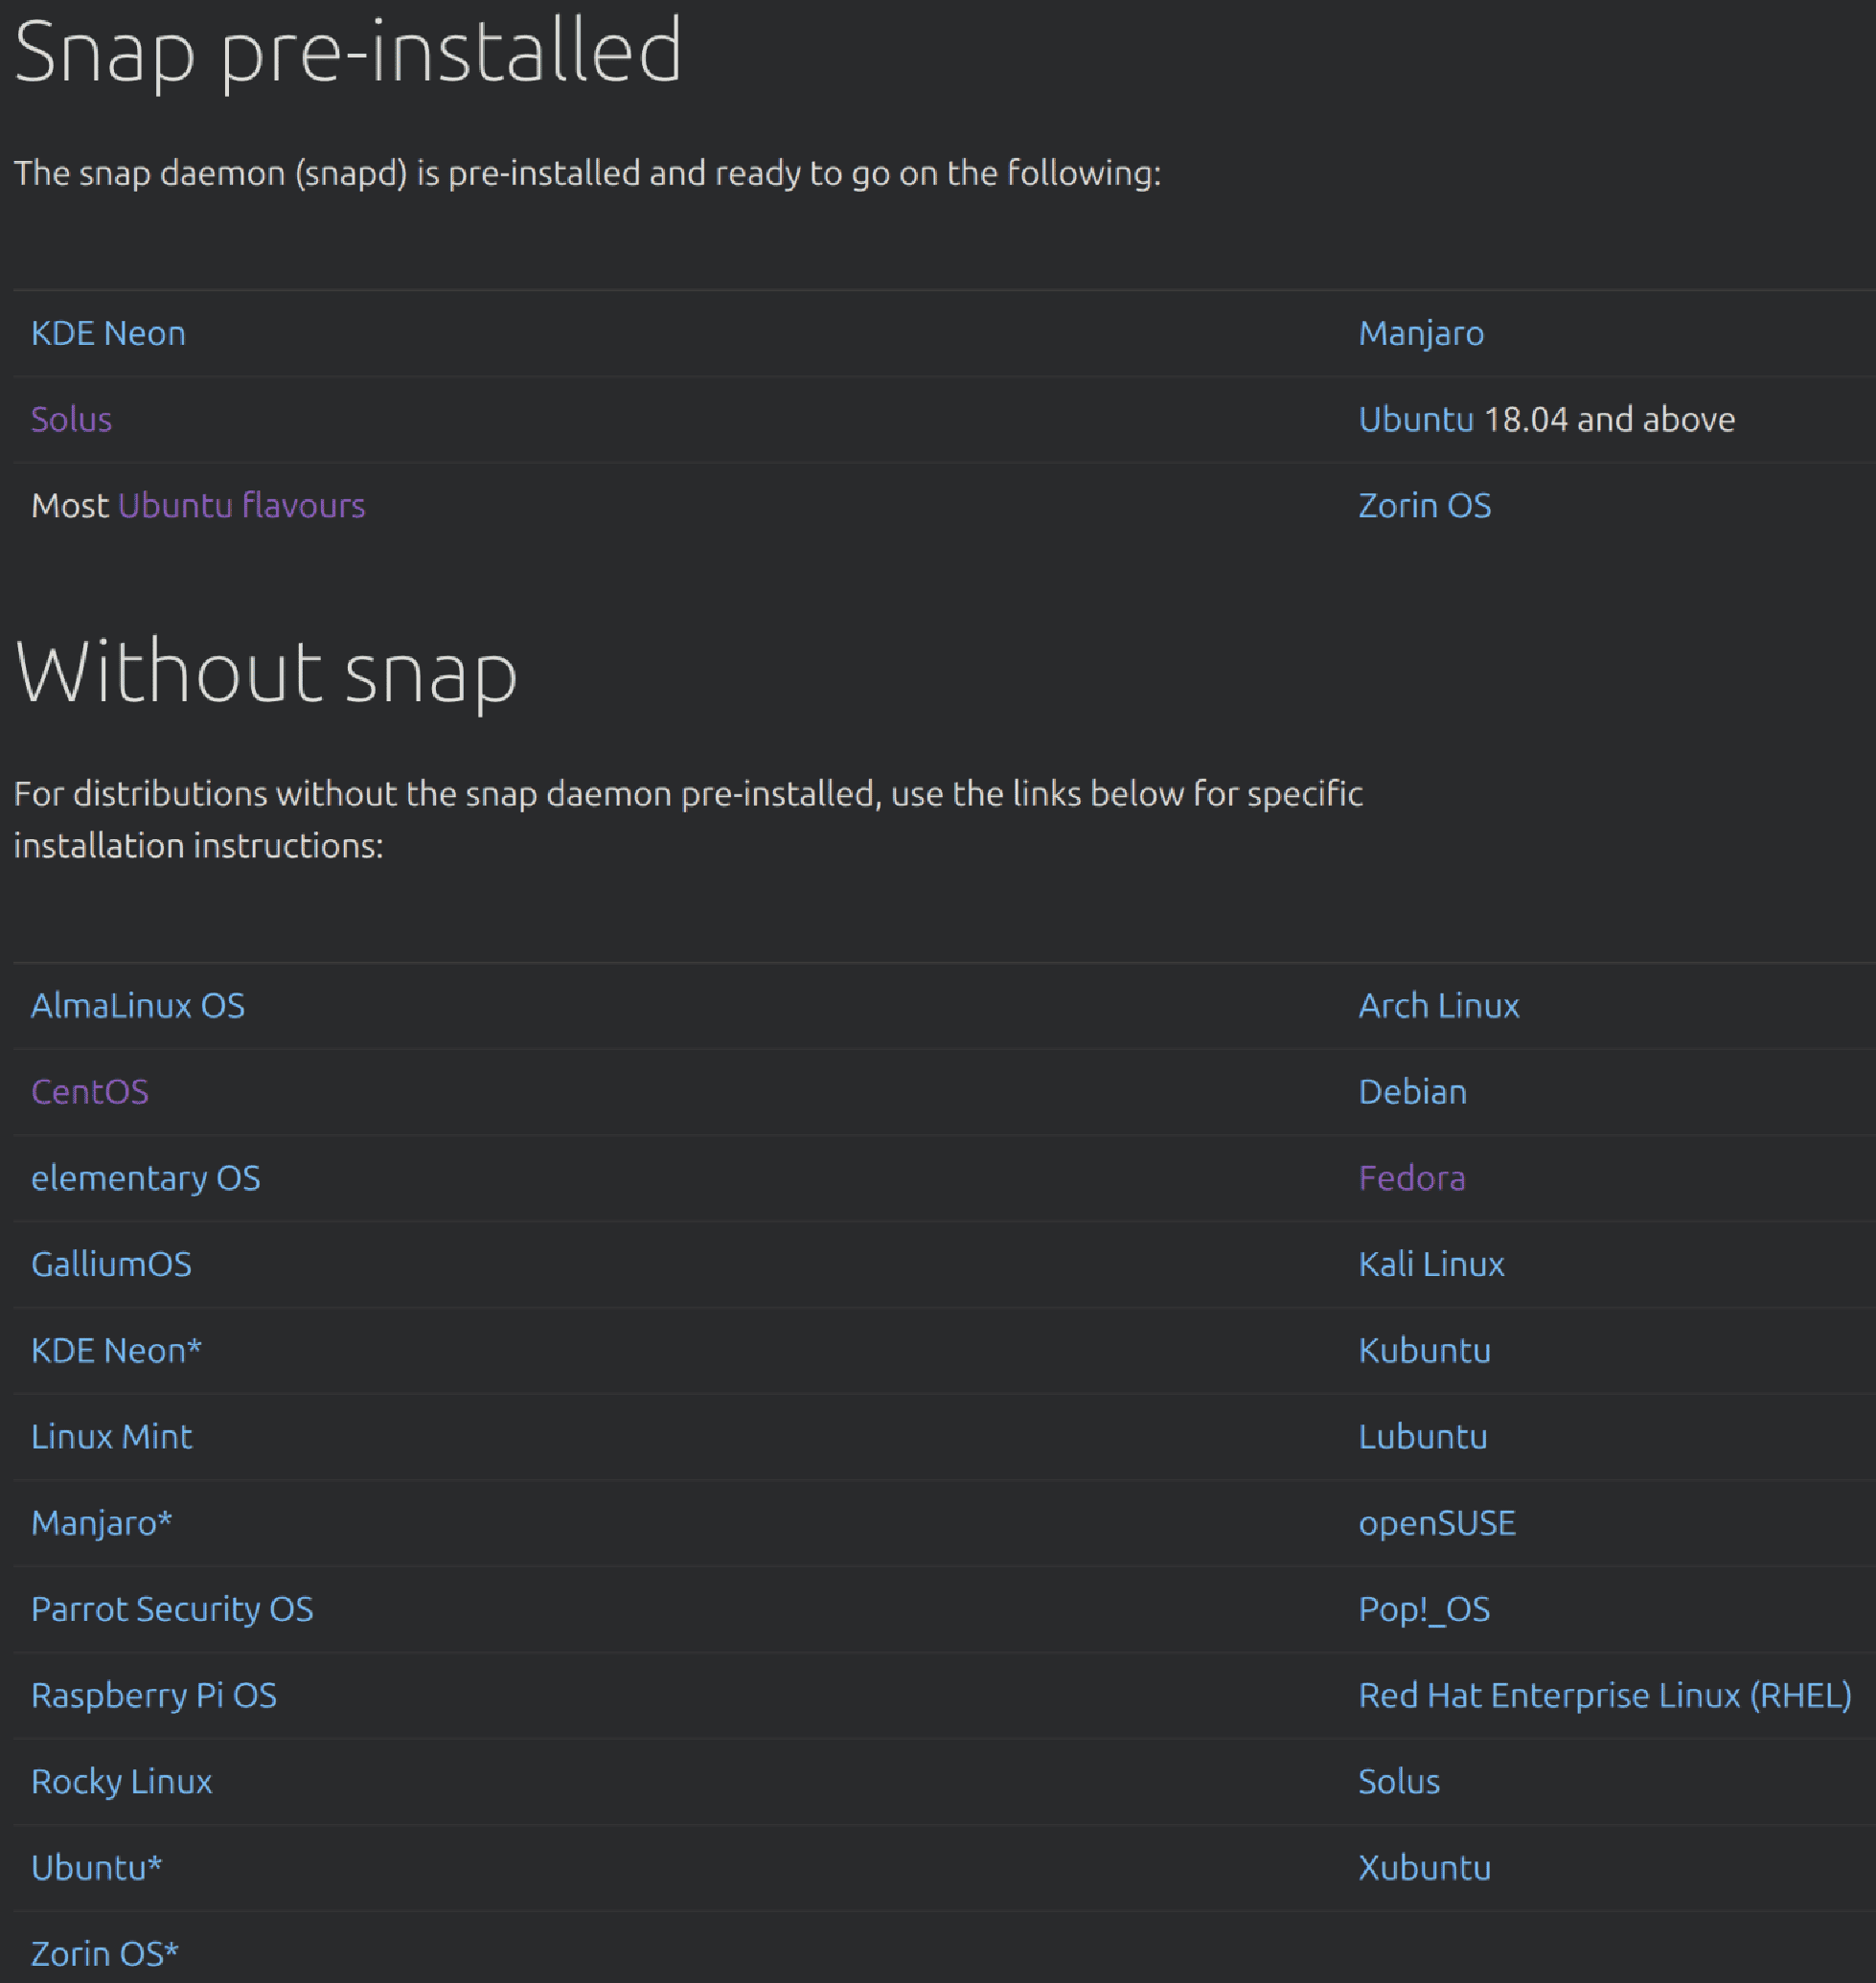 Snap pre-installed
The snap daemon (snapd) is pre-installed and ready to go on the following:
KDE Neon Manjaro
Solus Ubuntu 18.04 and above
Most Ubuntu flavours Zorin OS
Without snap
For distributions without the snap daemon pre-installed, use the links below for specific
installation instructions:
AlmaLinux OS Arch Linux
CentOS Debian
elementary OS Fedora
GalliumOS Kali Linux
KDE Neon* Kubuntu
Linux Mint Lubuntu
Manjaro* openSUSE
Parrot Security OS Pop!_OS
Raspberry Pi OS Red Hat Enterprise Linux (RHEL)
Rocky Linux Solus
Ubuntu* Xubuntu
Zorin OS*